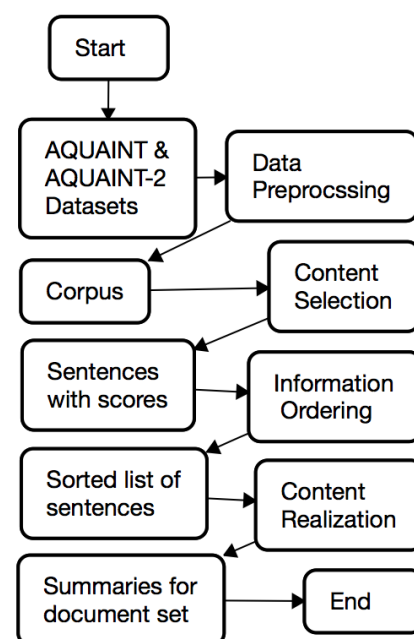 Start
AQUAINT &
AQUAINT-2
Datasets
Data
Preprocssing
Corpus
Content
Selection
Sentences
with scores
Information
Ordering
Sorted list of
sentences
Content
Realization
Summaries for
document set
End